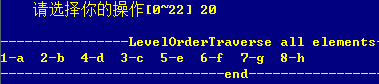 请选择你的操作[0~22] 20
------------------LevelOrderTraverse all elements-
1-a 2-b 4-d 3-c 5-e 6-f 7-g 8-h
--------------------------------end----------------